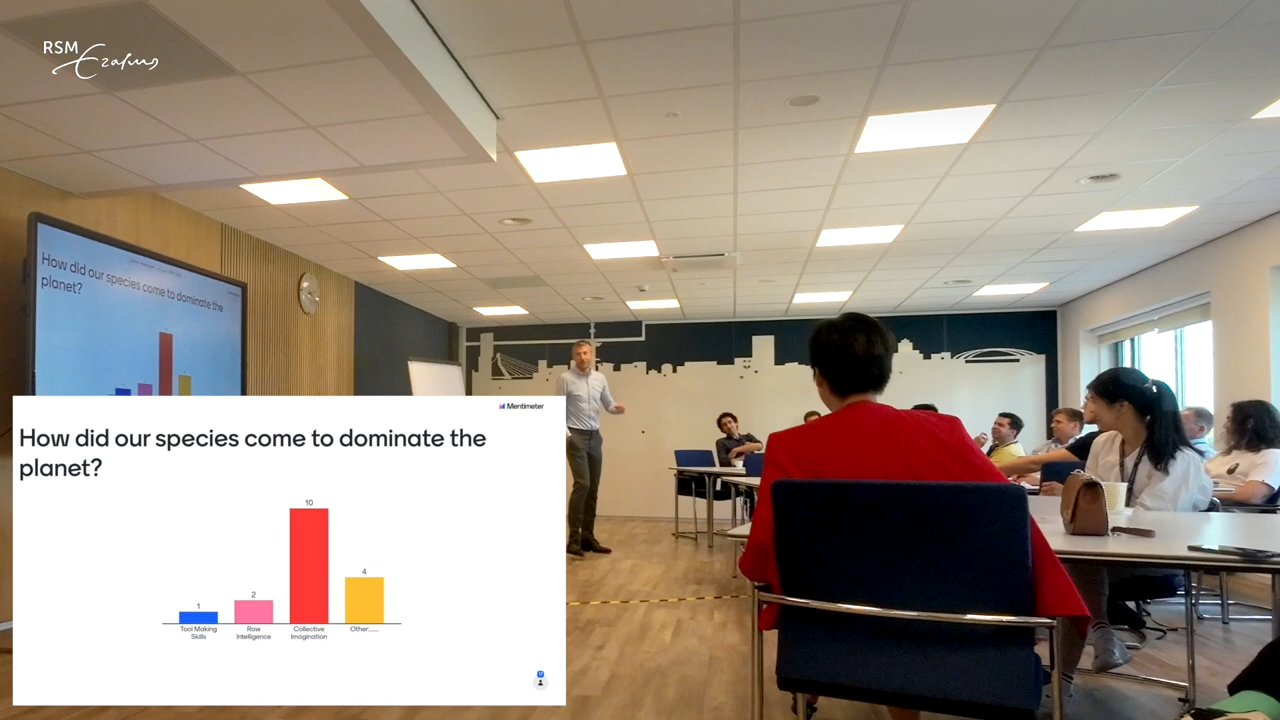 RSM
Erasmus
How did our species come to dominate the
planet?
Mentimeter
How did our species come to dominate the
planet?
10
4
2
1
Tool Making
Skills
Raw
Intelligence
Collective
Imagination
Other:.....
17